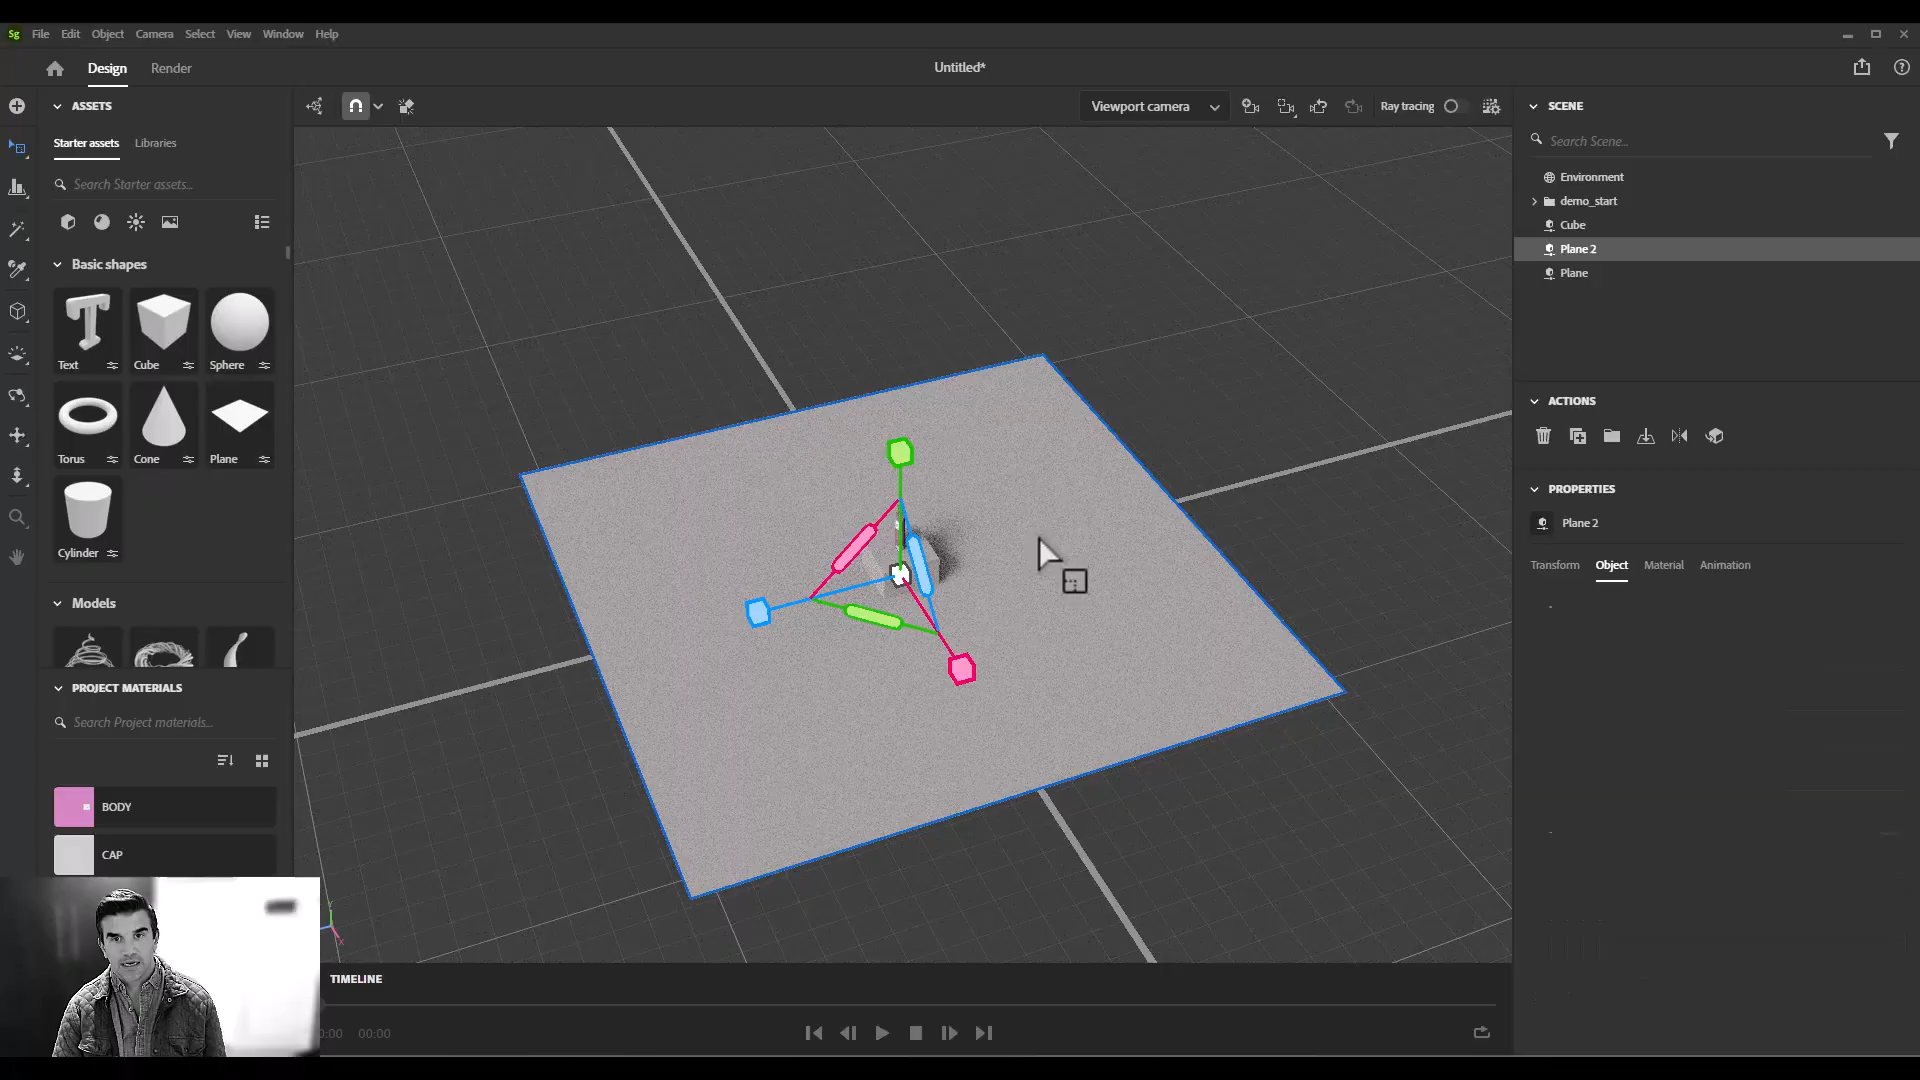 Sg File Edit Object Camera Select View Window Help
Design Render Untitled*
ASSETS
Starter assets Libraries
Search Starter assets...
Basic shapes
Text Cube Sphere
Torus Cone Plane
Cylinder
Models
PROJECT MATERIALS
Search Project materials...
BODY
CAP
Viewport camera Ray tracing
TIMELINE
00:00
SCENE
Search Scene...
Environment
demo_start
Cube
Plane 2
Plane
ACTIONS
PROPERTIES
Plane 2
Transform Object Material Animation